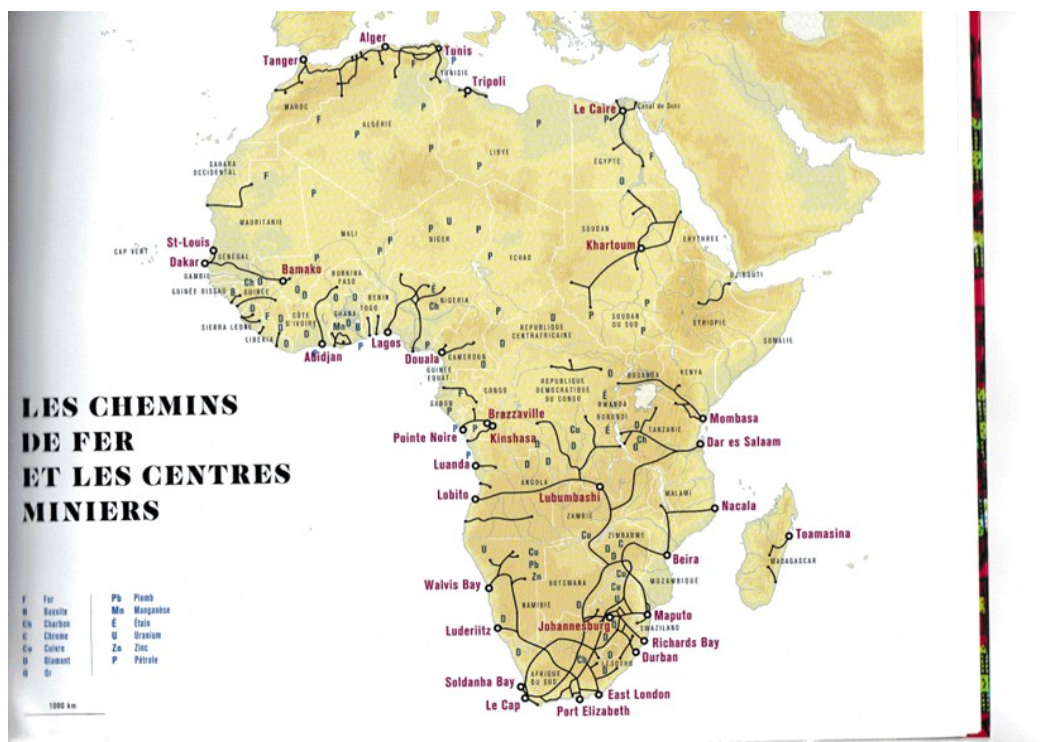 Alger
Tanger
Tunis
TUNISIE
Tripoli
MAROC
ALGÉRIE
LIBYE
Le Caire
Canal de Suez
ÉGYPTE
SAHARA
OCCIDENTAL
MAURITANIE
MALI
NIGER
TCHAD
SOUDAN
Khartoum
ERYTHREE
DJIBOUTI
CAP VERT
St-Louis
SÉNÉGAL
Dakar
GAMBIE
Bamako
BURKINA
FASO
GUINÉE BISSAU
GUINÉE
BENIN
NIGERIA
CÔTE
D'IVOIRE
GHANA
TOGO
SIERRA LEONE
LIBERIA
Abidjan
Lagos
Douala
CAMEROUN
GUINÉE
EQUAT.
REPUBLIQUE
CENTRAFRICAINE
SOUDAN
DU SUD
ETHIOPIE
SOMALIE
GABON
CONGO
REPUBLIQUE
DEMOCRATIQUE
DU CONGO
OUGANDA
KENYA
RWANDA
BURUNDI
TANZANIE
Mombasa
Dar es Salaam
Brazzaville
Pointe Noire
Kinshasa
Luanda
ANGOLA
Lobito
Lubumbashi
ZAMBIE
MALAWI
Nacala
Toamasina
MADAGASCAR
ZIMBABWE
Beira
MOZAMBIQUE
BOTSWANA
Walvis Bay
NAMIBIE
Luderiitz
Johannesburg
Maputo
SWAZILAND
Richards Bay
Durban
LESOTHO
AFRIQUE
DU SUD
Soldanha Bay
Le Cap
East London
Port Elizabeth
LES CHEMINS
DE FER
ET LES CENTRES
MINIERS
F Fer
B Bauxite
Ch Charbon
C Chrome
Cu Cuivre
D Diamant
O Or
Pb Plomb
Mn Manganèse
É Étain
U Uranium
Zn Zinc
P Pétrole
1000 km